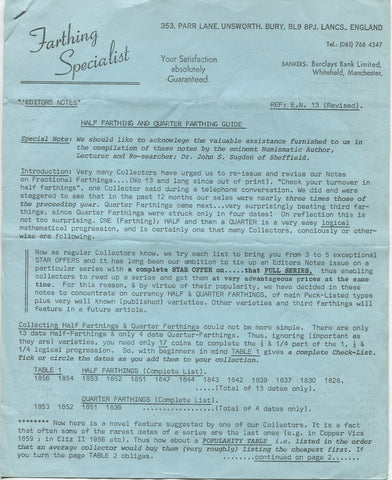 353, PARR LANE, UNSWORTH. BURY. BL9 8PJ. LANCS., ENGLAND
Farthing
Specialist
Tel.: (061) 766 4347
Your Satisfaction
absolutely
Guaranteed.
BANKERS: Barclays Bank Limited,
Whitefield, Manchester.
"'EDITORS NOTES"
REF: E.N. 13 (Revised).
HALF FARTHING AND QUARTER FARTHING GUIDE
Special Note: We should like to acknowlege the valuable assistance furnished to us in
the compilation of these notes by the eminent Numismatic Author,
Lecturer and Re-searcher; Dr. John S. Sugden of Sheffield.
Introduction: Very many Collectors have urged us to re-issue and revise our Notes
on Fractional Farthings....(No 13 and long since out of print). "Check your turnover in
half farthings", one Collector said during a telephone conversation. We did and were
staggered to see that in the past 12 months our sales were nearly three times those of
the preceeding year. Quarter Farthings came next...very surprisingly beating third far-
things, since Quarter Farthings were struck only in four dates! On reflection this is
not too surprising. ONE (Farthing) HALF and then a QUARTER is a very easy logical
mathematical progression, and is certainly one that many Collectors, conciously or other-
wise are following.
Now as regular Collectors know, we try each list to bring you from 3 to 5 exceptional
STAR OFFERS and it has long been our ambition to tie up an Editors Notes issue on a
particular series with a complete STAR OFFER on.....that FULL SERIES, thus enabling
collectors to read up a series and get them at very advantageous prices at the same
time. For this reason, & by virtue of their popularity, we have decided in these
notes to concentrate on currency HALF & QUARTER FARTHINGS, of main Peck-Listed types
plus very well known (published) varieties. Other varieties and third farthings will
feature in a future article.
Collecting Half Farthings & Quarter Farthings could not be more simple. There are only
13 date Half-Farthings & only 4 date Quarter-Farthings. Thus, ignoring (important as
they are) varieties, you need only 17 coins to complete the ½ & 1/4 part of the 1, ½
1/4 logical progression. So, with beginners in mind TABLE 1 gives a complete Check-List.
Tick or circle the dates as you add them to your collection.
TABLE 1 HALF FARTHINGS (Complete List).
1856 1854 1853 1852 1851 1847 1844 1843 1842 1839 1837 1830 1828.
.....(Total of 13 dates only).
QUARTER FARTHINGS (Complete List).
1853 1852 1851 1839 ......................(Total of 4 dates only).
******** Now here is a novel feature suggested by one of our Collectors. It is a fact
that often some of the rarest dates of a series are the last ones (e.g. in Copper Vics
1859 ; in Eliz II 1956 etc). Thus how about a POPULARITY TABLE i.e. listed in the order
that an average collector would buy them (very roughly) listing the cheapest first. If
you turn the page TABLE 2 obliges. ........continued on page 2......